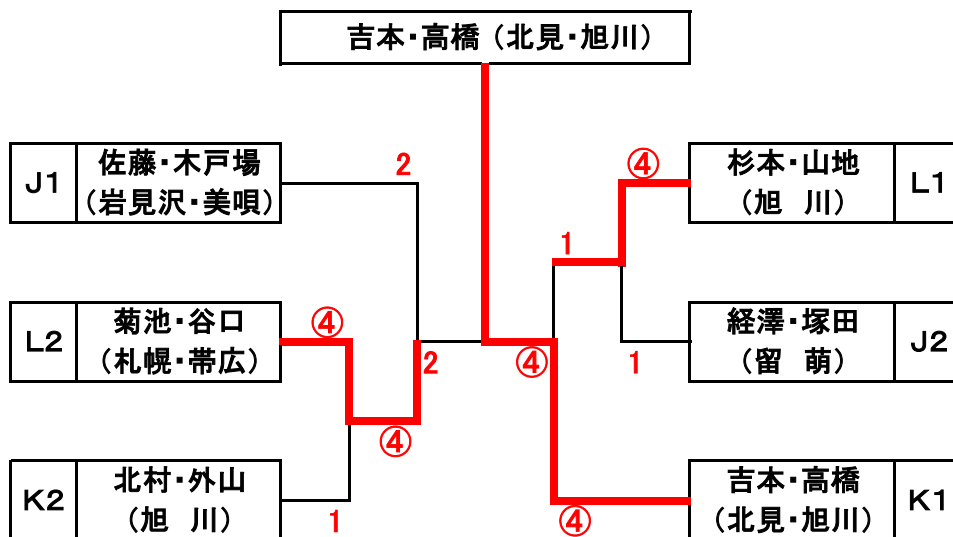 吉本・高橋（北見・旭川）
J1
佐藤・木戸場
（岩見沢・美唄）
2
④
杉本・山地
（旭　川）
L1
1
L2
菊池・谷口
（札幌・帯広）
④
2
④
1
経澤・塚田
（留　萌）
J2
④
K2
北村・外山
（旭　川）
1
④
吉本・高橋
（北見・旭川）
K1